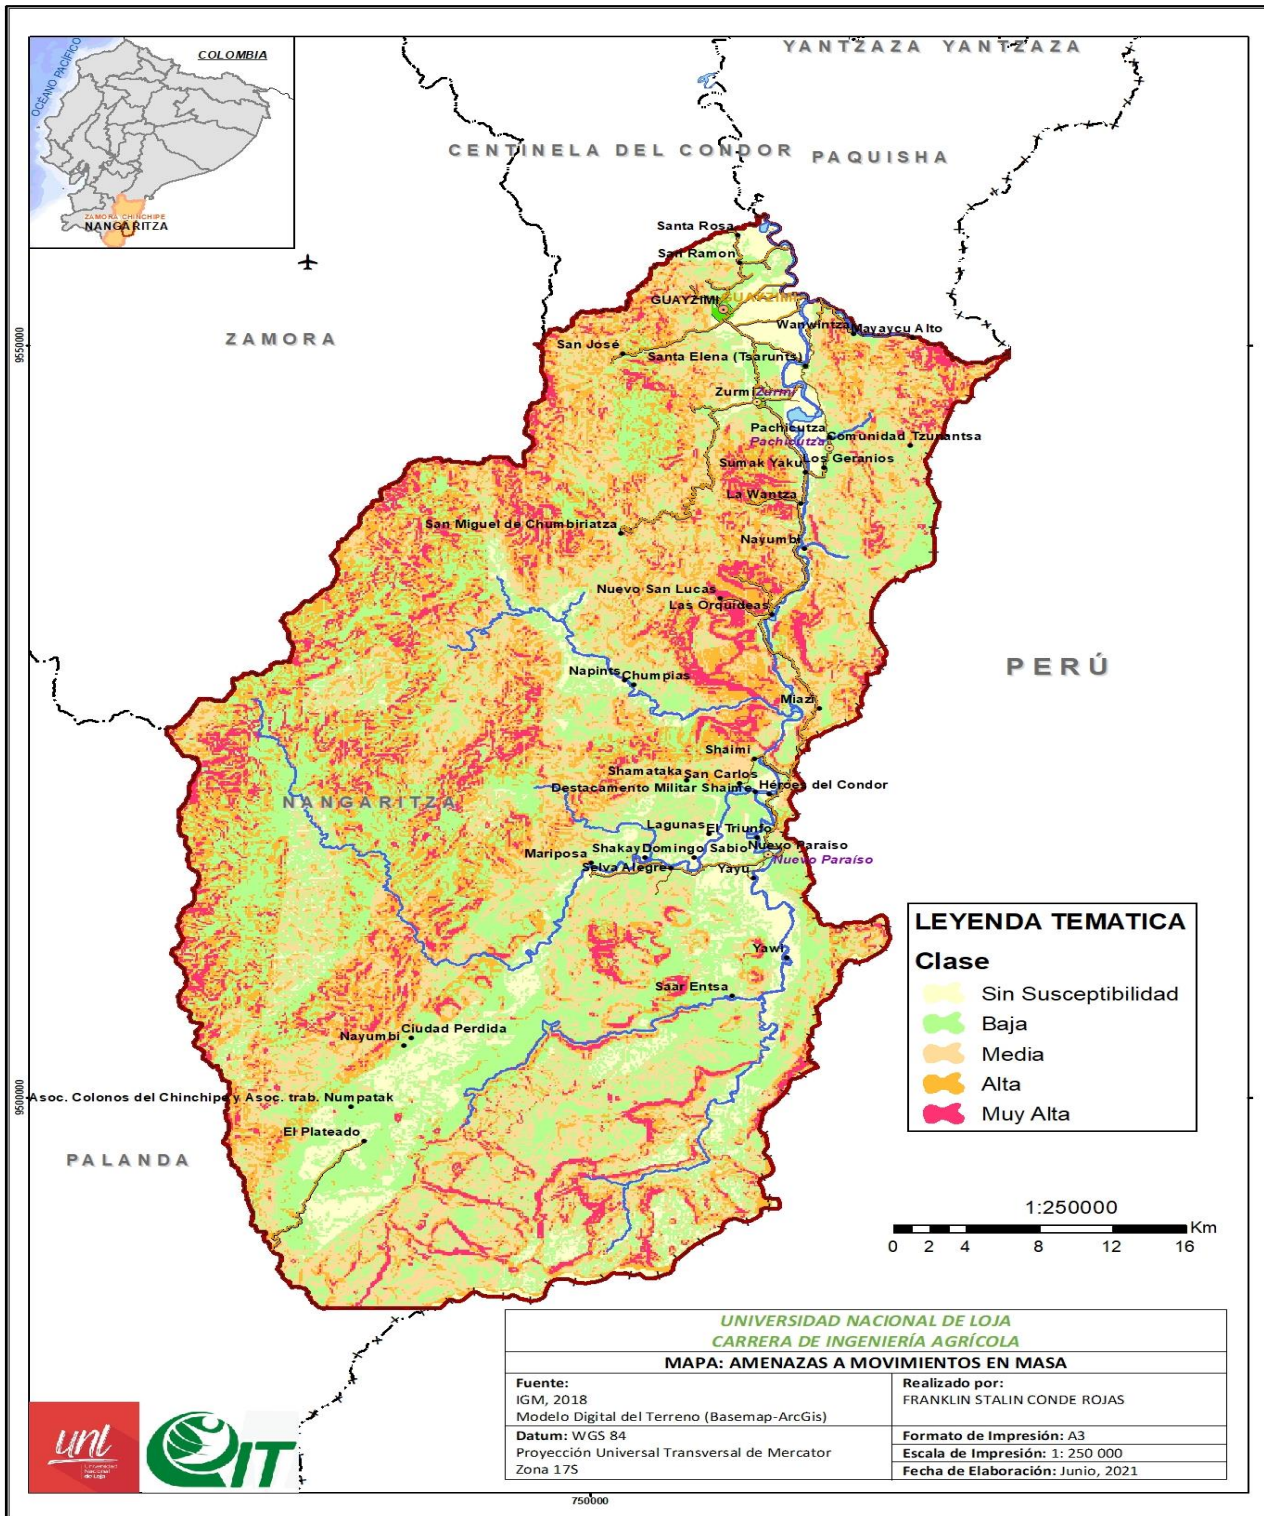 OCÉANO PACÍFICO
COLOMBIA
ZAMORA CHINCHIPE
NANGARITZA
YANTZAZA YANTZAZA
CENTINELA DEL CONDOR
PAQUISHA
ZAMORA
Santa Rosa
San Ramon
GUAYZIMI
GUAYZIMI
Wanwintza
Mayaycu Alto
San José
Santa Elena (Tsarunts)
Zurmi
Zurmi
Pachicutza
Pachicutza
Comunidad Tzunantsa
Sumak Yaku
Los Geranios
La Wantza
San Miguel de Chumbiriatza
Nayumbi
Nuevo San Lucas
Las Orquideas
PERÚ
Napints
Chumpias
Miazi
Shaimi
Shamataka
San Carlos
Destacamento Militar Shaime
Héroes del Condor
NANGARITZA
Lagunas
El Triunfo
Mariposa
Shakay
Domingo Sabio
Nuevo Paraiso
Nuevo Paraíso
Selva Alegre
Yayu
Yawi
Saar Entsa
Ciudad Perdida
Nayumbi
Asoc. Colonos del Chinchipe y Asoc. trab. Numpatak
El Plateado
PALANDA
9550000
9500000
750000
LEYENDA TEMATICA
Clase
Sin Susceptibilidad
Baja
Media
Alta
Muy Alta
1:250000
Km
0 2 4 8 12 16
UNIVERSIDAD NACIONAL DE LOJA
CARRERA DE INGENIERÍA AGRÍCOLA
MAPA: AMENAZAS A MOVIMIENTOS EN MASA
Fuente:
IGM, 2018
Modelo Digital del Terreno (Basemap-ArcGis)
Datum: WGS 84
Proyección Universal Transversal de Mercator
Zona 17S
Realizado por:
FRANKLIN STALIN CONDE ROJAS
Formato de Impresión: A3
Escala de Impresión: 1: 250 000
Fecha de Elaboración: Junio, 2021
unl
Universidad
Nacional
de Loja
IT